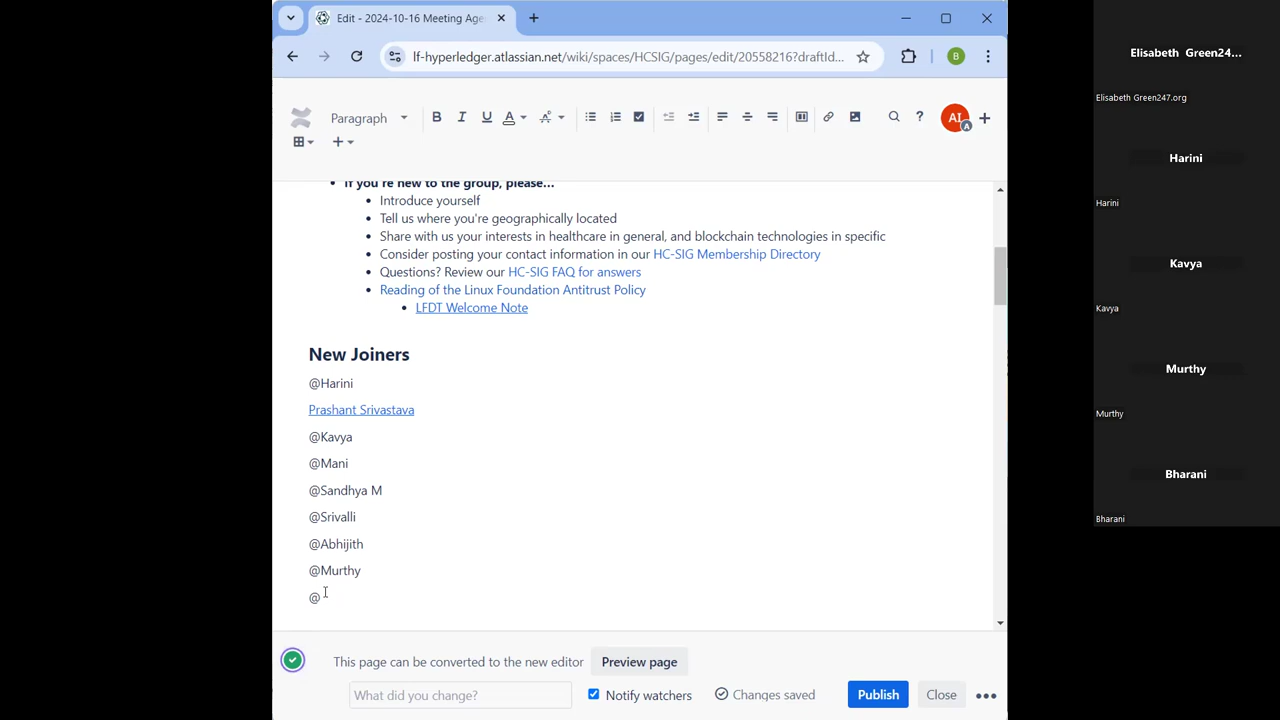 Edit - 2024-10-16 Meeting Age
lf-hyperledger.atlassian.net/wiki/spaces/HCSIG/pages/edit/20558216?draftId...
B
Paragraph
B I U A
AI
A
If you're new to the group, please...
Introduce yourself
Tell us where you're geographically located
Share with us your interests in healthcare in general, and blockchain technologies in specific
Consider posting your contact information in our HC-SIG Membership Directory
Questions? Review our HC-SIG FAQ for answers
Reading of the Linux Foundation Antitrust Policy
LFDT Welcome Note
New Joiners
@Harini
Prashant Srivastava
@Kavya
@Mani
@Sandhya M
@Srivalli
@Abhijith
@Murthy
@
This page can be converted to the new editor
Preview page
What did you change?
Notify watchers
Changes saved
Publish
Close
Elisabeth Green24...
Elisabeth Green247.org
Harini
Harini
Kavya
Kavya
Murthy
Murthy
Bharani
Bharani